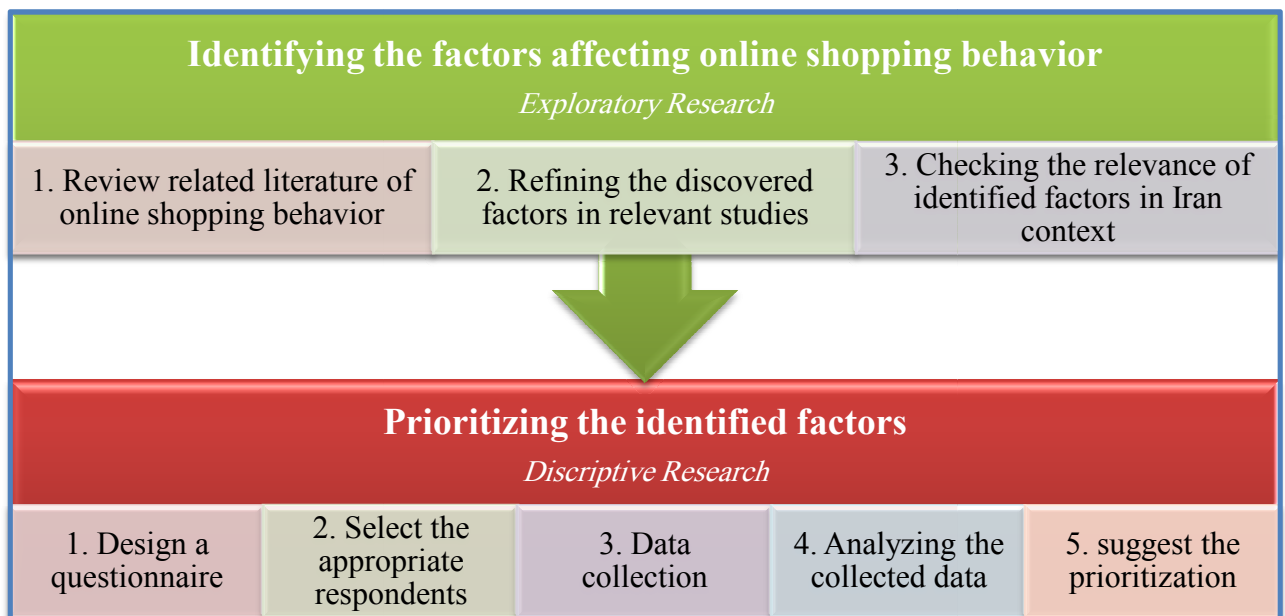 Identifying the factors affecting online shopping behavior
Exploratory Research
1. Review related literature of
online shopping behavior
2. Refining the discovered
factors in relevant studies
3. Checking the relevance of
identified factors in Iran
context
Prioritizing the identified factors
Discriptive Research
1. Design a
questionnaire
2. Select the
appropriate
respondents
3. Data
collection
4. Analyzing the
collected data
5. suggest the
prioritization